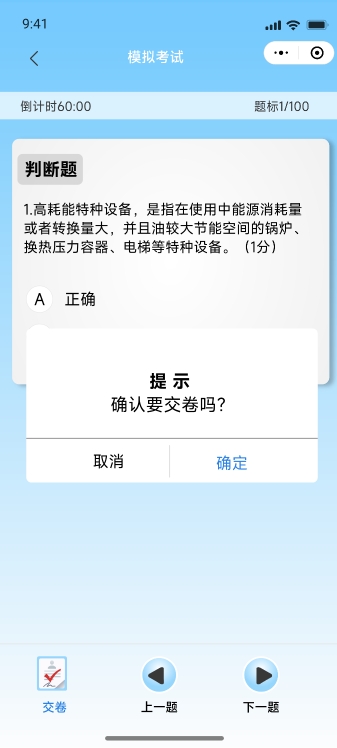 9:41
模拟考试
倒计时60:00
题标1/100
判断题
1.高耗能特种设备，是指在使用中能源消耗量
或者转换量大，并且油较大节能空间的锅炉、
换热压力容器、电梯等特种设备。（1分）
A 正确
提 示
确认要交卷吗?
取消
确定
交卷
上一题
下一题